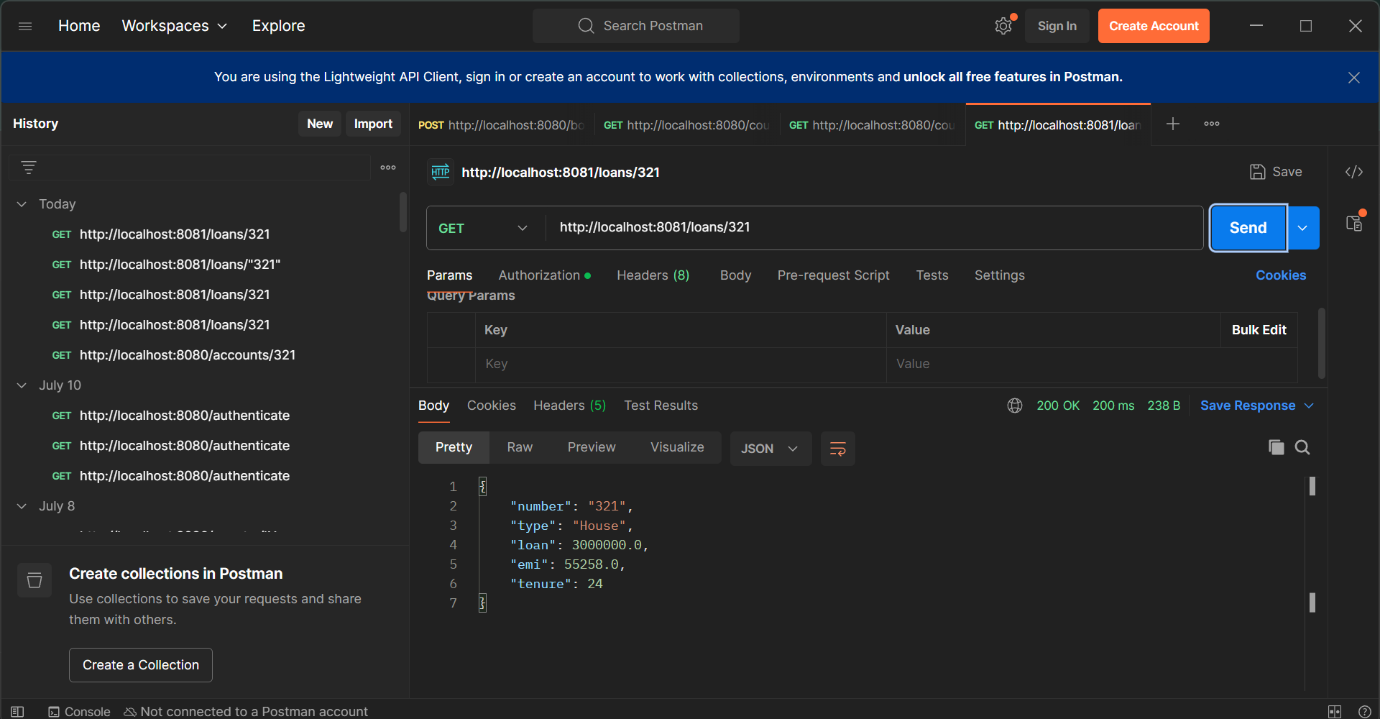 Home Workspaces Explore
Search Postman
Sign In
Create Account
You are using the Lightweight API Client, sign in or create an account to work with collections, environments and unlock all free features in Postman.
History New Import
Today
GET http://localhost:8081/loans/321
GET http://localhost:8081/loans/"321"
GET http://localhost:8081/loans/321
GET http://localhost:8081/loans/321
GET http://localhost:8080/accounts/321
July 10
GET http://localhost:8080/authenticate
GET http://localhost:8080/authenticate
GET http://localhost:8080/authenticate
July 8
Create collections in Postman
Use collections to save your requests and share
them with others.
Create a Collection
POST http://localhost:8080/bo GET http://localhost:8080/cou GET http://localhost:8080/cou GET http://localhost:8081/loan
HTTP http://localhost:8081/loans/321 Save
GET http://localhost:8081/loans/321 Send
Params Authorization Headers (8) Body Pre-request Script Tests Settings Cookies
Query Params
Key Value Bulk Edit
Key Value
Body Cookies Headers (5) Test Results 200 OK 200 ms 238 B Save Response
Pretty Raw Preview Visualize JSON
1 {
2 "number": "321",
3 "type": "House",
4 "loan": 3000000.0,
5 "emi": 55258.0,
6 "tenure": 24
7 }
Console Not connected to a Postman account